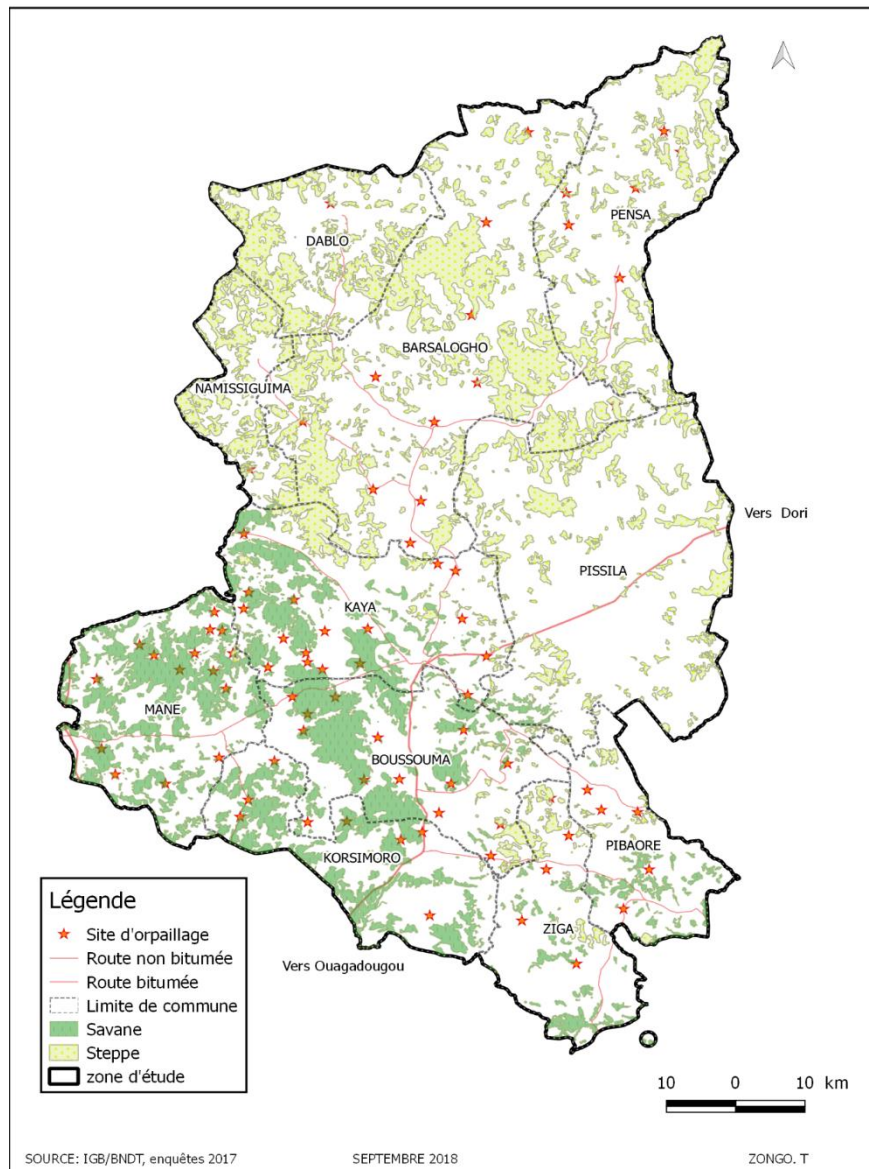 PENSA
DABLO
BARSALOGHO
NAMISSIGUIMA
Vers Dori
PISSILA
KAYA
MANE
BOUSSOUMA
PIBAORE
KORSIMORO
ZIGA
Vers Ouagadougou
Légende
Site d'orpaillage
Route non bitumée
Route bitumée
Limite de commune
Savane
Steppe
zone d'étude
10 0 10 km
SOURCE: IGB/BNDT, enquêtes 2017 SEPTEMBRE 2018 ZONGO. T